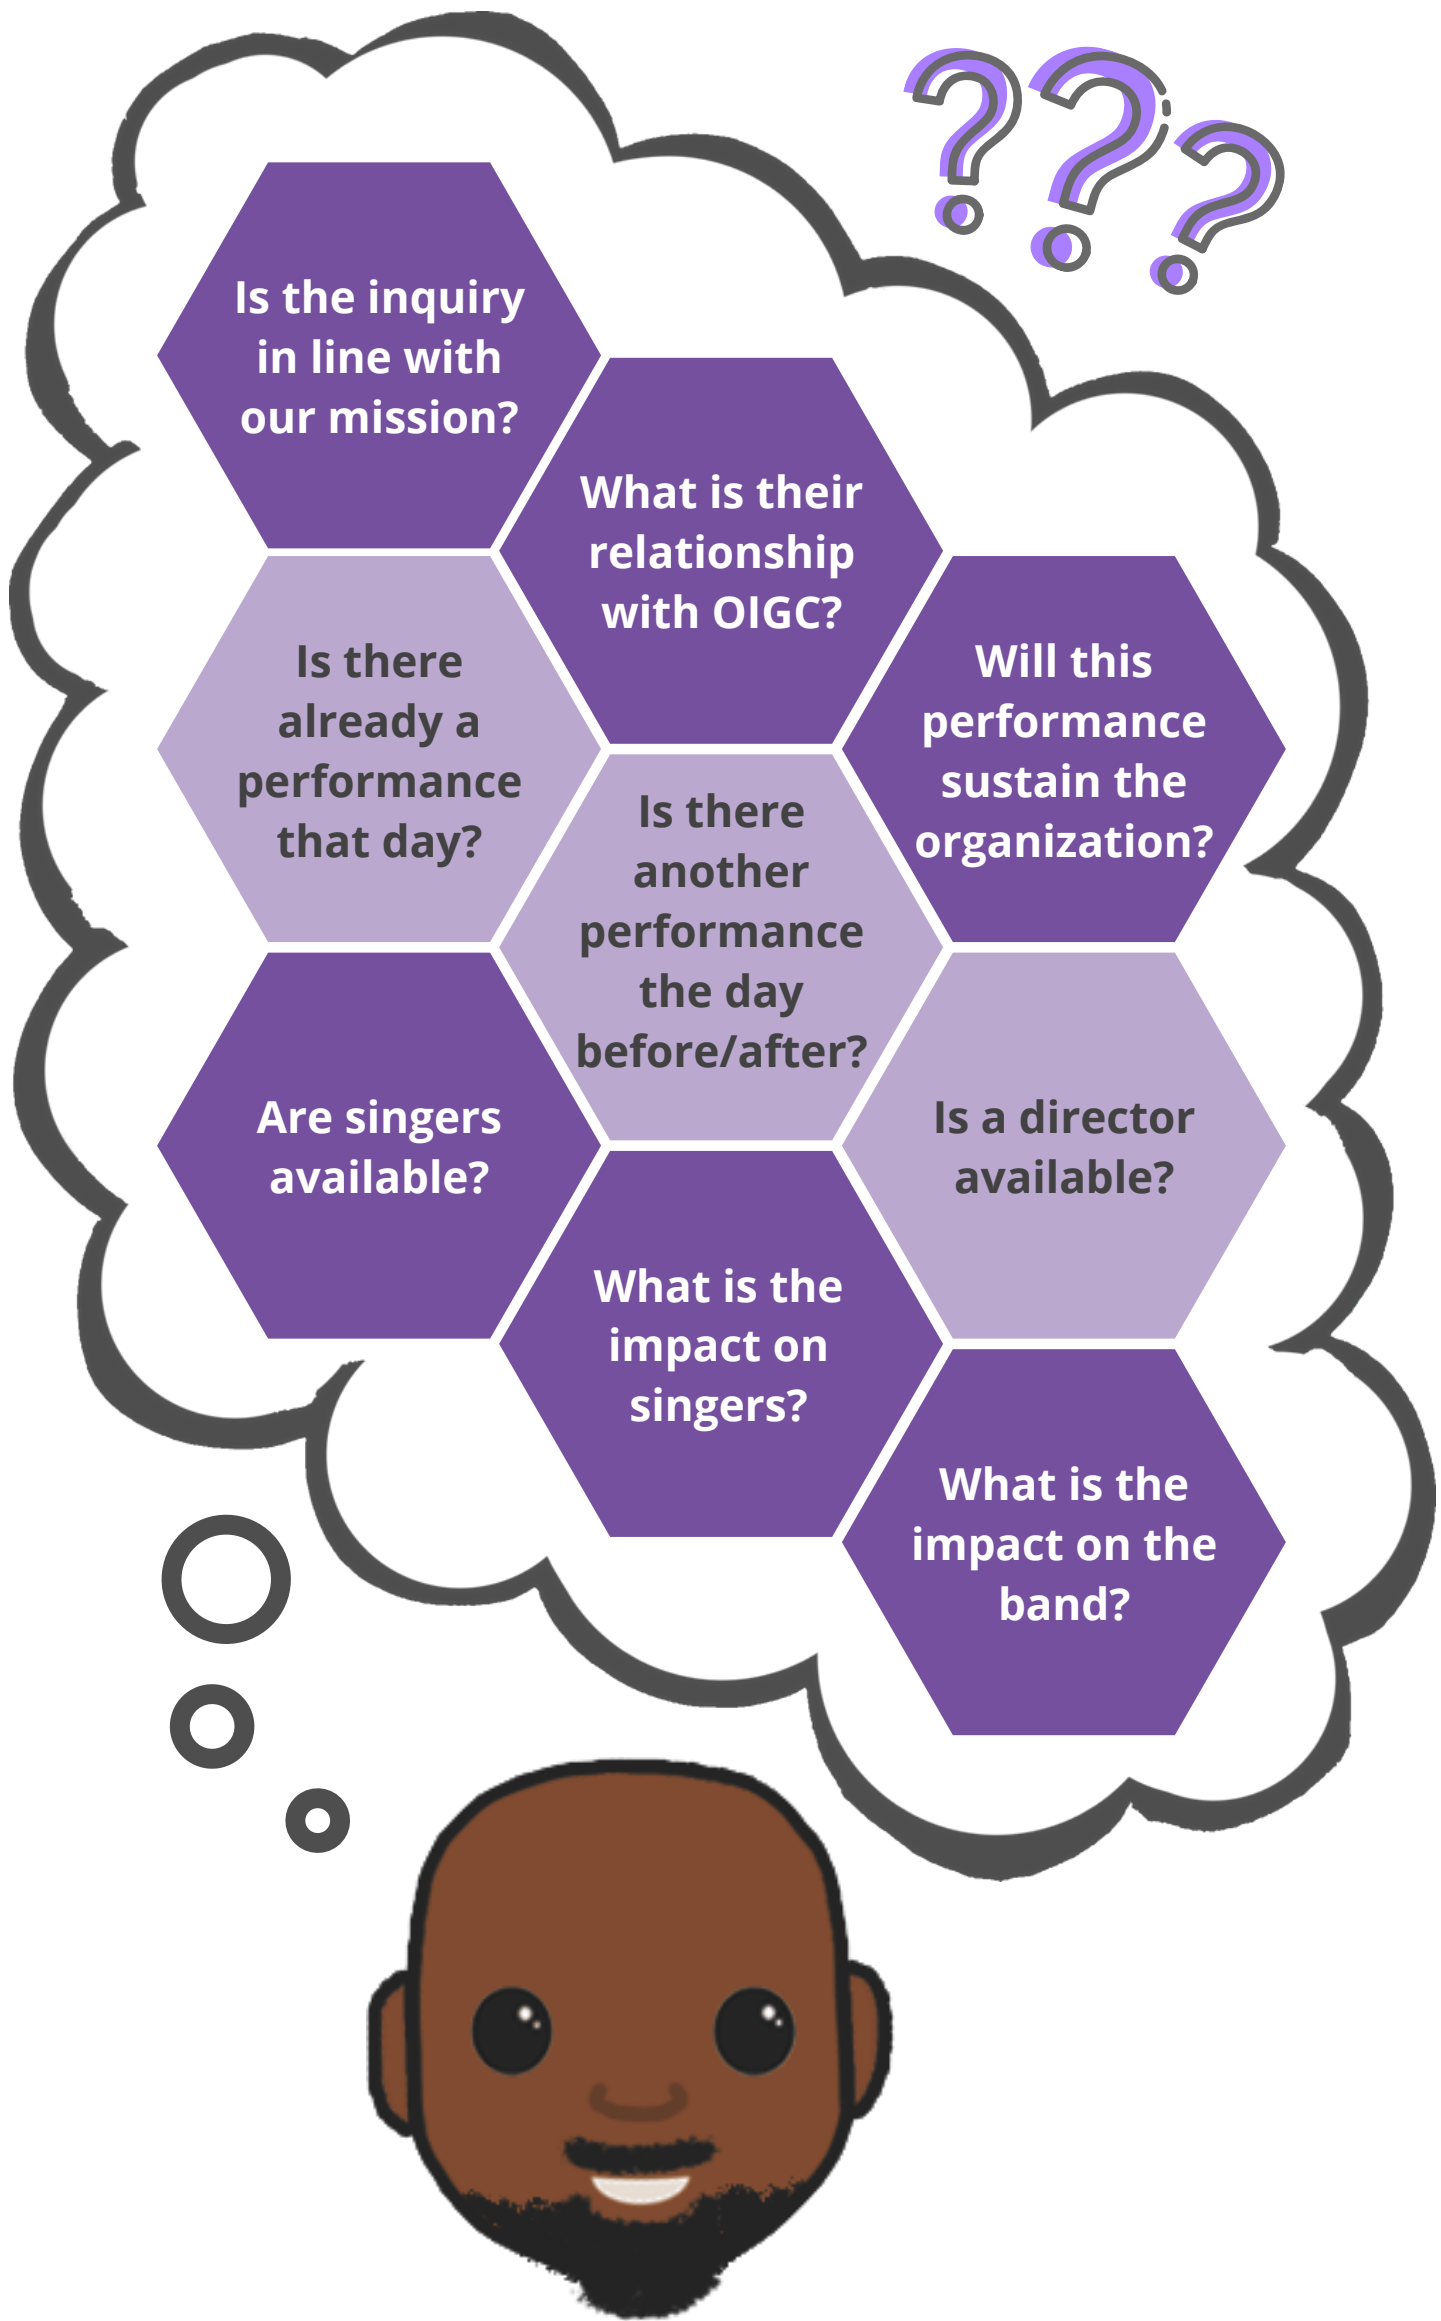 Is the inquiry
in line with
our mission?
What is their
relationship
with OIGC?
Is there
already a
performance
that day?
Will this
performance
sustain the
organization?
Is there
another
performance
the day
before/after?
Are singers
available?
Is a director
available?
What is the
impact on
singers?
What is the
impact on the
band?
???